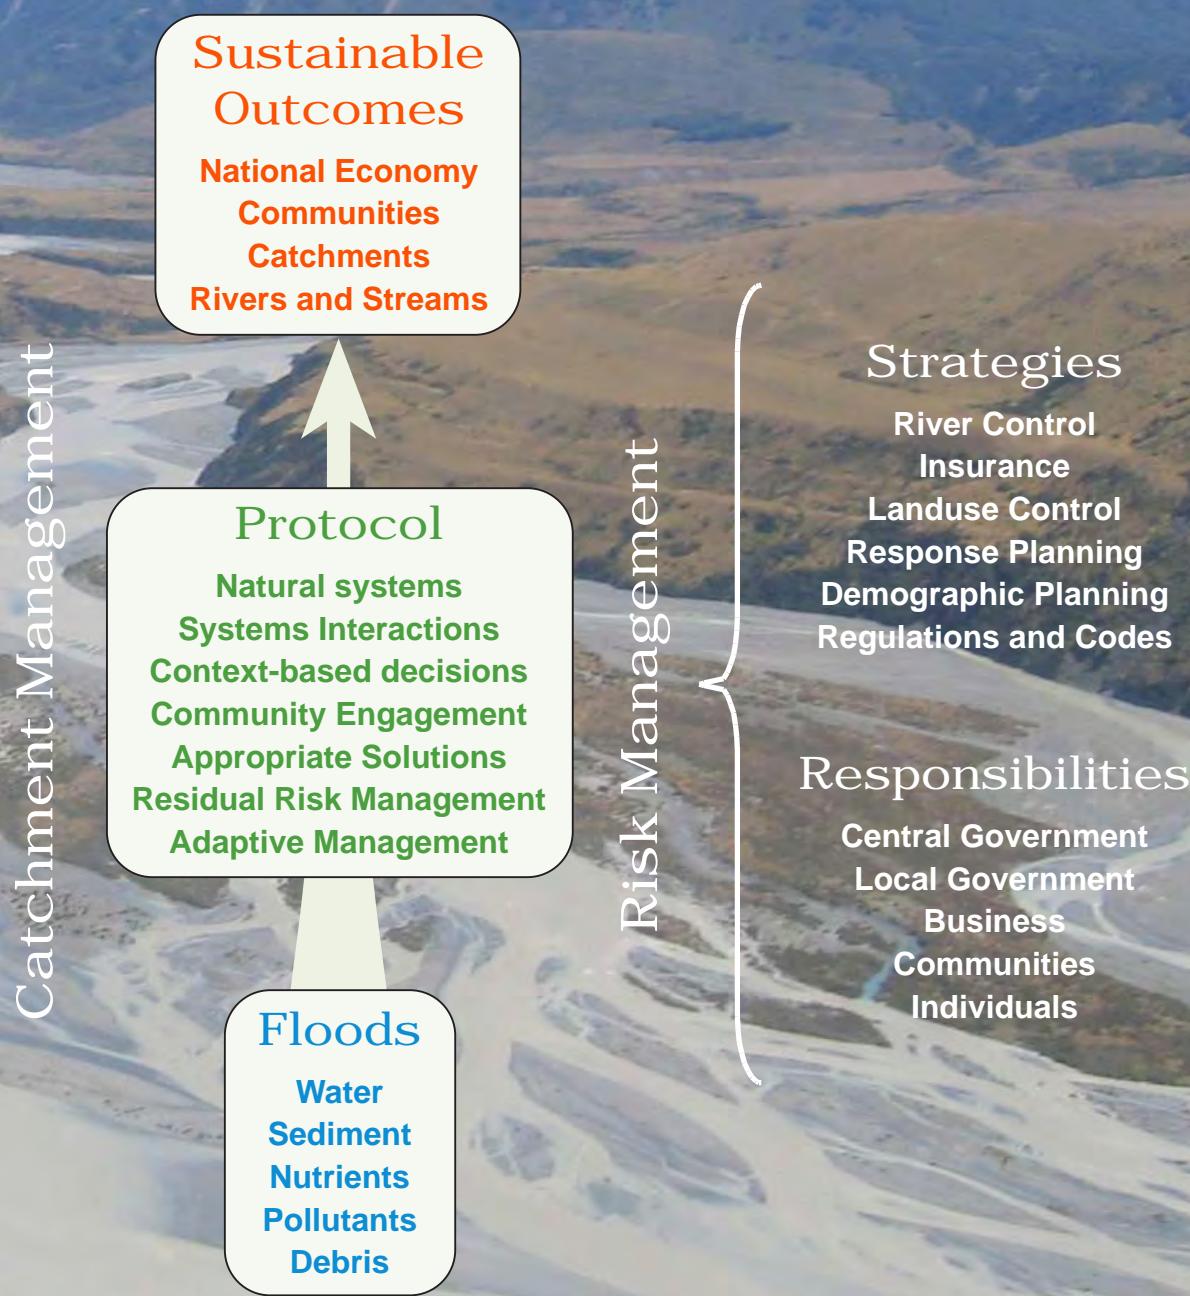 Sustainable
Outcomes
National Economy
Communities
Catchments
Rivers and Streams
Catchment Management
Protocol
Natural systems
Systems Interactions
Context-based decisions
Community Engagement
Appropriate Solutions
Residual Risk Management
Adaptive Management
Floods
Water
Sediment
Nutrients
Pollutants
Debris
Risk Management
Strategies
River Control
Insurance
Landuse Control
Response Planning
Demographic Planning
Regulations and Codes
Responsibilities
Central Government
Local Government
Business
Communities
Individuals